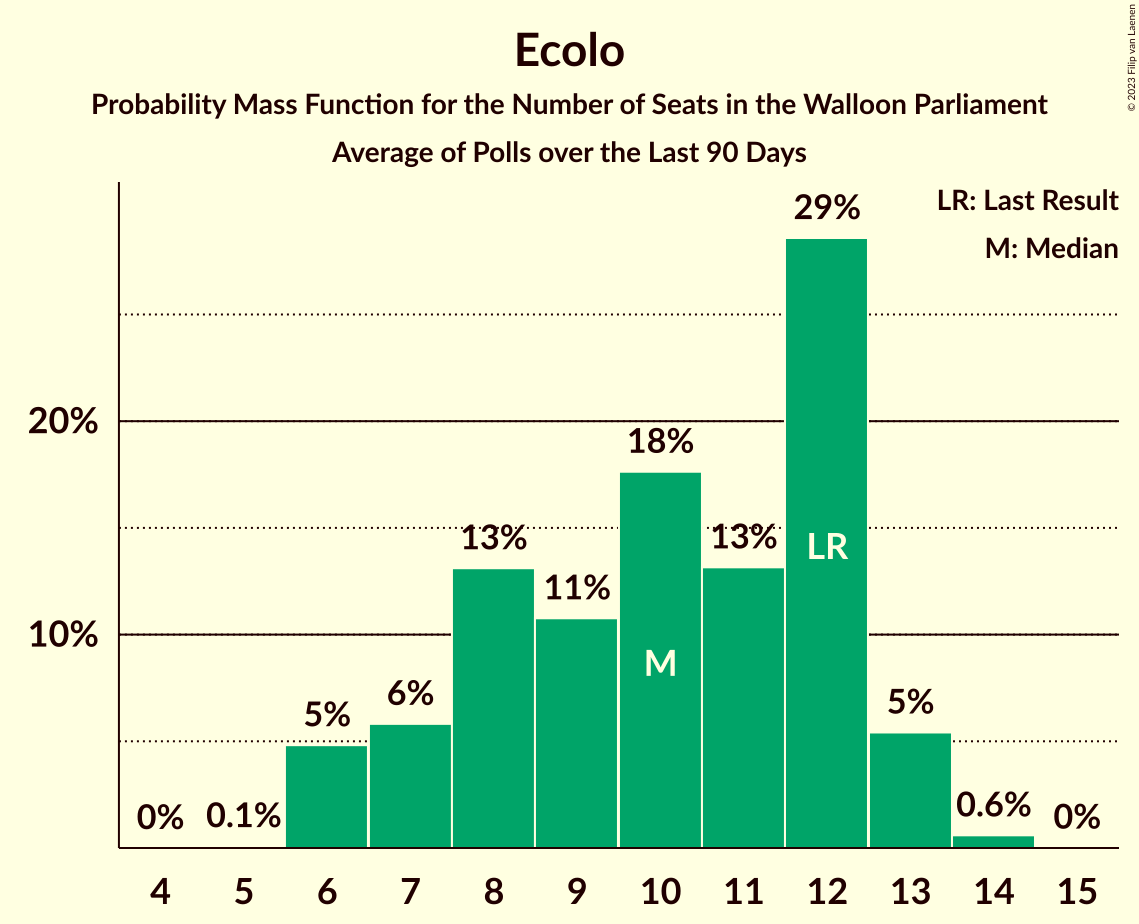 Ecolo
Probability Mass Function for the Number of Seats in the Walloon Parliament
Average of Polls over the Last 90 Days
© 2023 Filip van Laenen
LR: Last Result
M: Median
29%
20%
18%
13%
13%
LR
11%
10%
M
6%
5%
5%
0%
0.1%
0.6%
0%
4 5 6 7 8 9 10 11 12 13 14 15